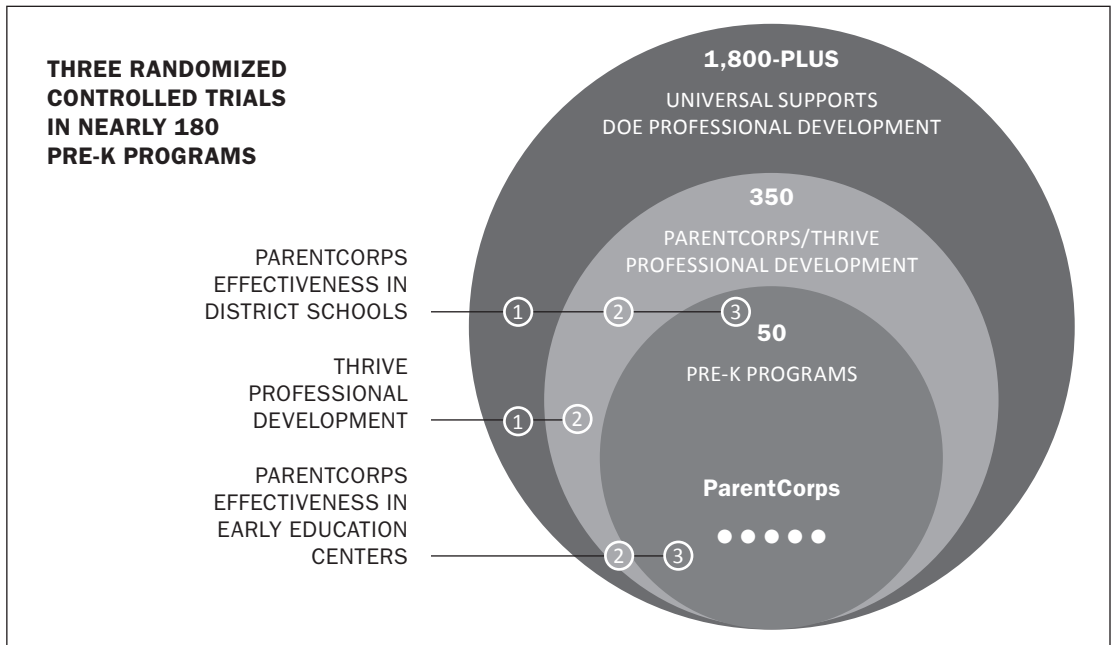 THREE RANDOMIZED
CONTROLLED TRIALS
IN NEARLY 180
PRE-K PROGRAMS
1,800-PLUS
UNIVERSAL SUPPORTS
DOE PROFESSIONAL DEVELOPMENT
350
PARENTCORPS/THRIVE
PROFESSIONAL DEVELOPMENT
PARENTCORPS
EFFECTIVENESS IN
DISTRICT SCHOOLS
1 2 3
50
PRE-K PROGRAMS
THRIVE
PROFESSIONAL
DEVELOPMENT
1 2
PARENTCORPS
EFFECTIVENESS IN
EARLY EDUCATION
CENTERS
2 3
ParentCorps